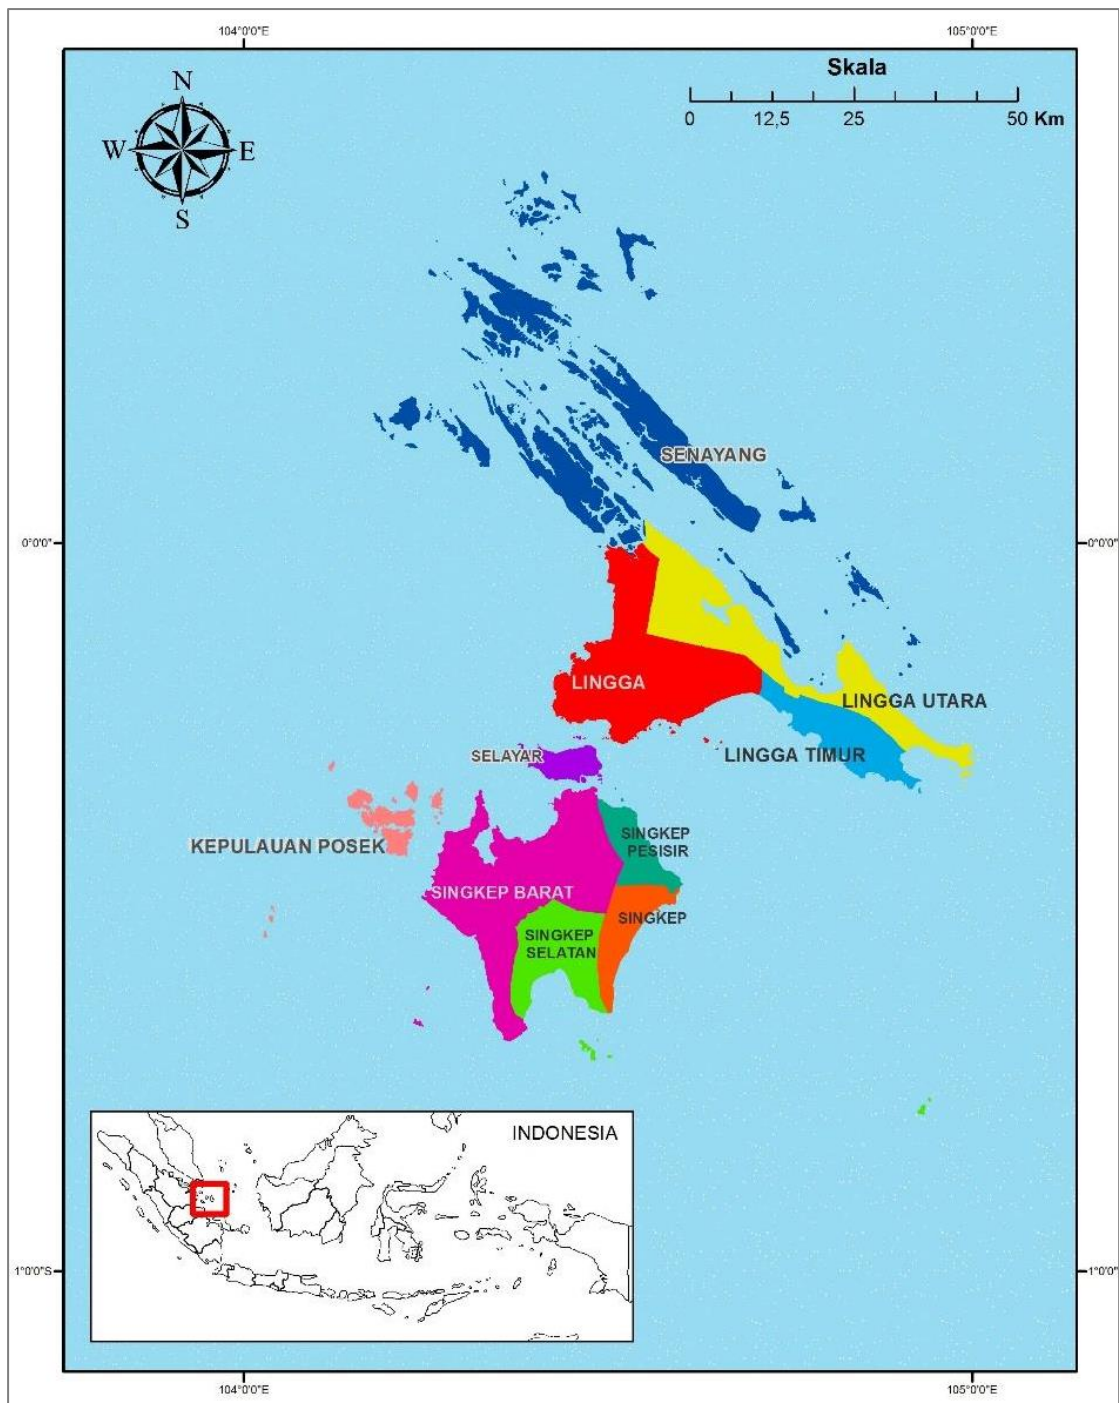 104°0'0"E
105°0'0"E
Skala
0 12,5 25 50 Km
N
W E
S
SENAYANG
0°0'0"
0°0'0"
LINGGA
LINGGA UTARA
LINGGA TIMUR
SELAYAR
KEPULAUAN POSEK
SINGKEP
PESISIR
SINGKEP BARAT
SINGKEP
SINGKEP
SELATAN
INDONESIA
1°0'0"S
1°0'0"
104°0'0"E
105°0'0"E